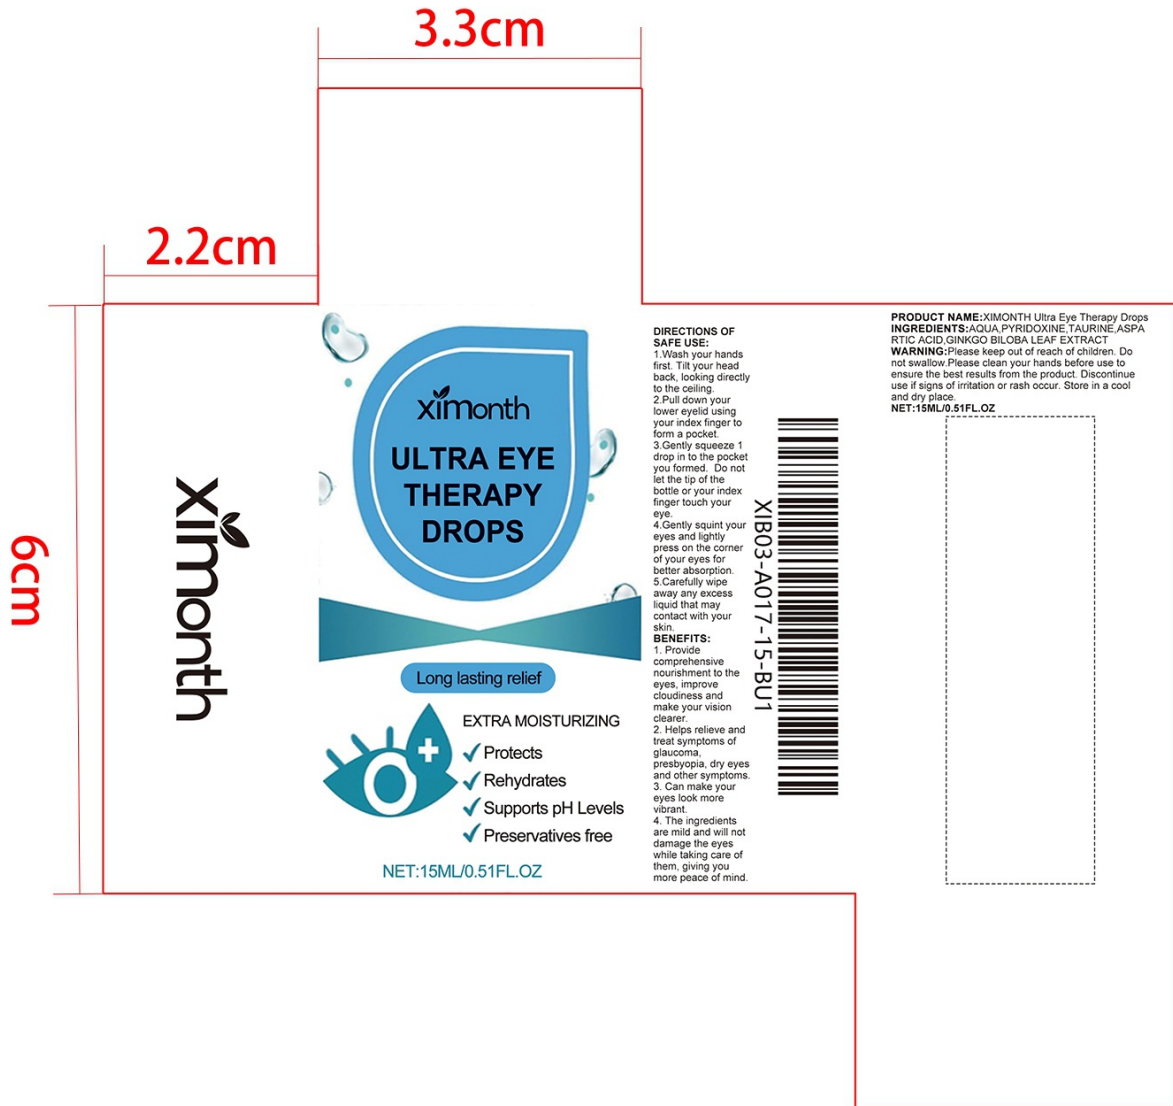 3.3cm
2.2cm
6cm
ximonth
ximonth
ULTRA EYE
THERAPY
DROPS
Long lasting relief
EXTRA MOISTURIZING
Protects
Rehydrates
Supports pH Levels
Preservatives free
NET:15ML/0.51FL.OZ
DIRECTIONS OF
SAFE USE:
1.Wash your hands
first. Tilt your head
back, looking directly
to the ceiling.
2.Pull down your
lower eyelid using
your index finger to
form a pocket.
3.Gently squeeze 1
drop in to the pocket
you formed. Do not
let the tip of the
bottle or your index
finger touch your
eye.
4.Gently squint your
eyes and lightly
press on the corner
of your eyes for
better absorption.
5.Carefully wipe
away any excess
liquid that may
contact with your
skin.
BENEFITS:
1. Provide
comprehensive
nourishment to the
eyes, improve
cloudiness and
make your vision
clearer.
2. Helps relieve and
treat symptoms of
glaucoma,
presbyopia, dry eyes
and other symptoms.
3. Can make your
eyes look more
vibrant.
4. The ingredients
are mild and will not
damage the eyes
while taking care of
them, giving you
more peace of mind.
XIB03-A017-15-BU1
PRODUCT NAME:XIMONTH Ultra Eye Therapy Drops
INGREDIENTS:AQUA,PYRIDOXINE,TAURINE,ASPA
RTIC ACID,GINKGO BILOBA LEAF EXTRACT
WARNING:Please keep out of reach of children. Do
not swallow.Please clean your hands before use to
ensure the best results from the product. Discontinue
use if signs of irritation or rash occur. Store in a cool
and dry place.
NET:15ML/0.51FL.OZ